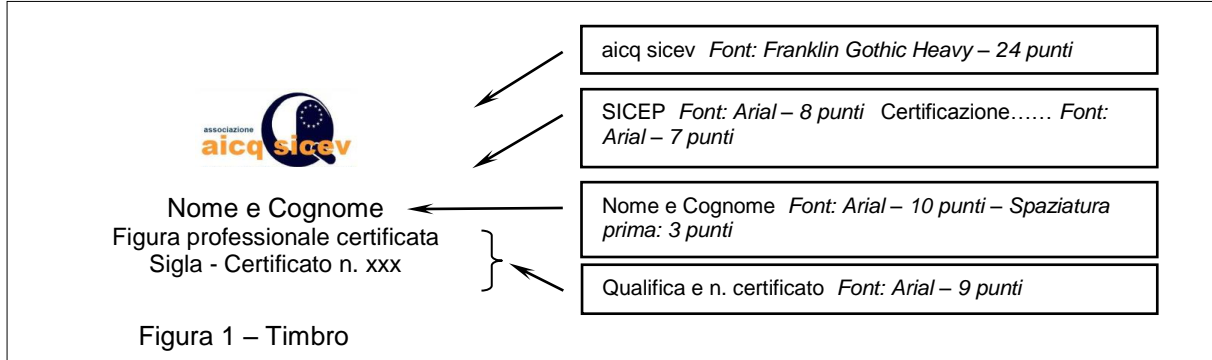 associazione
aicq sicev
Nome e Cognome
Figura professionale certificata
Sigla - Certificato n. xxx
Figura 1 – Timbro
aicq sicev Font: Franklin Gothic Heavy – 24 punti
SICEP Font: Arial – 8 punti Certificazione…… Font:
Arial – 7 punti
Nome e Cognome Font: Arial – 10 punti – Spaziatura
prima: 3 punti
Qualifica e n. certificato Font: Arial – 9 punti